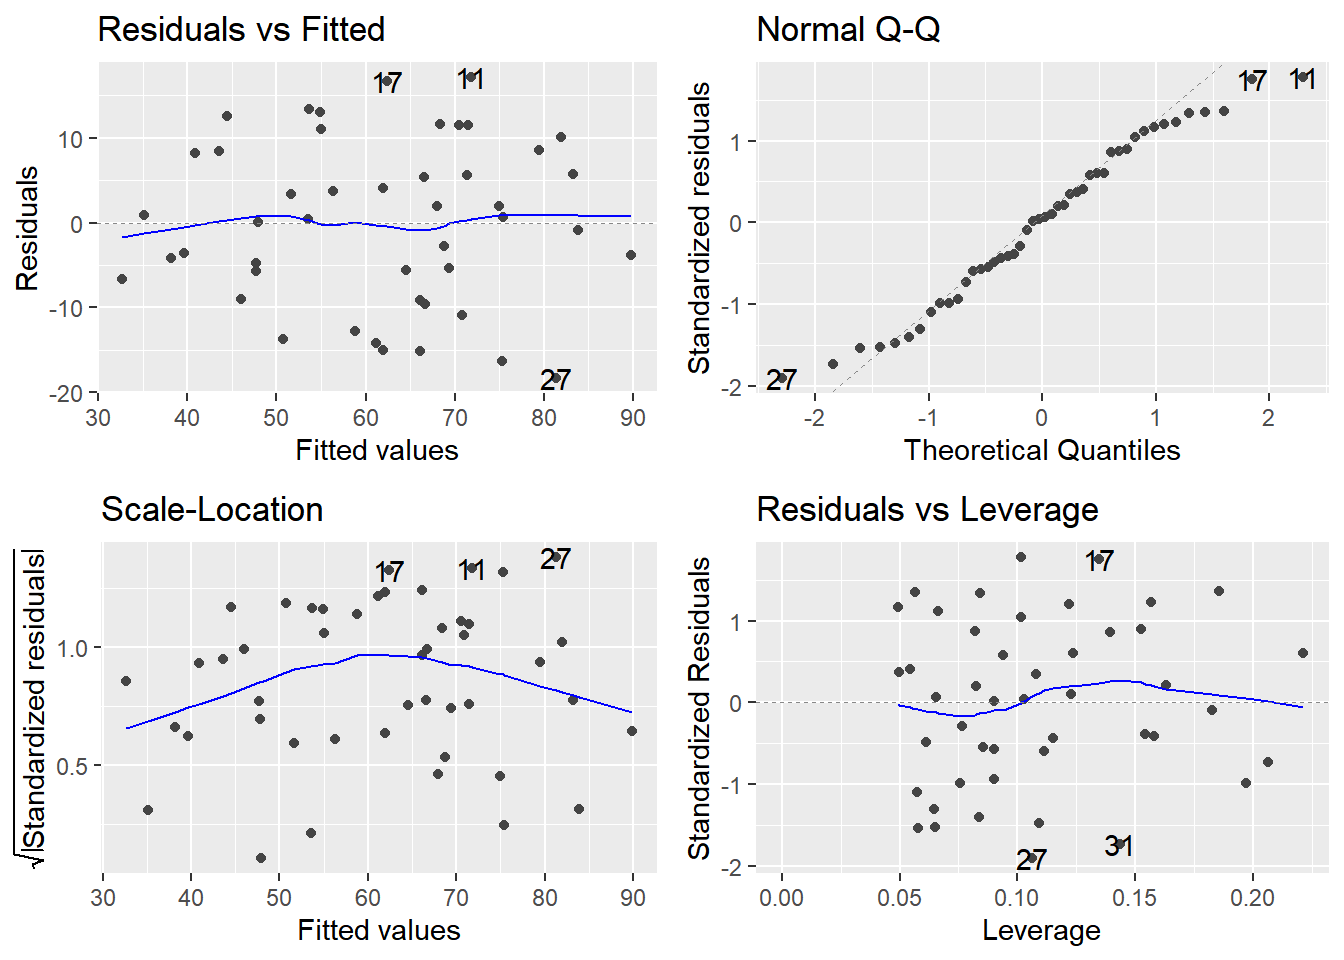 Residuals vs Fitted
Residuals
10
0
-10
-20
17
11
27
30 40 50 60 70 80 90
Fitted values
Normal Q-Q
Standardized residuals
1
0
-1
-2
17
11
27
-2 -1 0 1 2
Theoretical Quantiles
Scale-Location
√|Standardized residuals|
1.0
0.5
17
11
27
30 40 50 60 70 80 90
Fitted values
Residuals vs Leverage
Standardized Residuals
1
0
-1
-2
17
31
27
0.00 0.05 0.10 0.15 0.20
Leverage